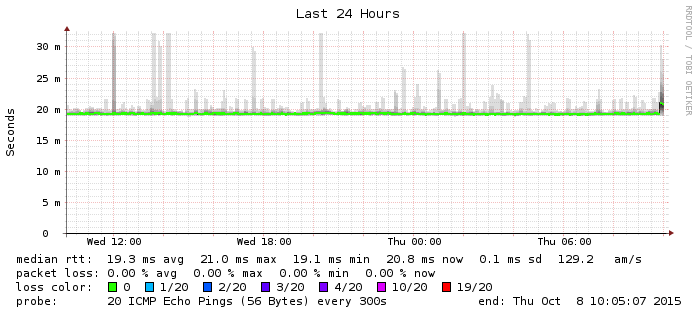 Last 24 Hours
RRDTOOL / TOBI OETIKER
Seconds
30 m
25 m
20 m
15 m
10 m
5 m
0
Wed 12:00 Wed 18:00 Thu 00:00 Thu 06:00
median rtt: 19.3 ms avg 21.0 ms max 19.1 ms min 20.8 ms now 0.1 ms sd 129.2 am/s
packet loss: 0.00 % avg 0.00 % max 0.00 % min 0.00 % now
loss color: 0 1/20 2/20 3/20 4/20 10/20 19/20
probe: 20 ICMP Echo Pings (56 Bytes) every 300s end: Thu Oct 8 10:05:07 2015